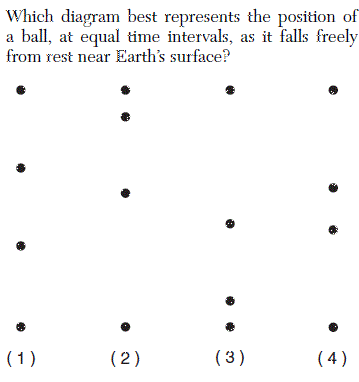 Which diagram best represents the position of
a ball, at equal time intervals, as it falls freely
from rest near Earth's surface?
(1) (2) (3) (4)